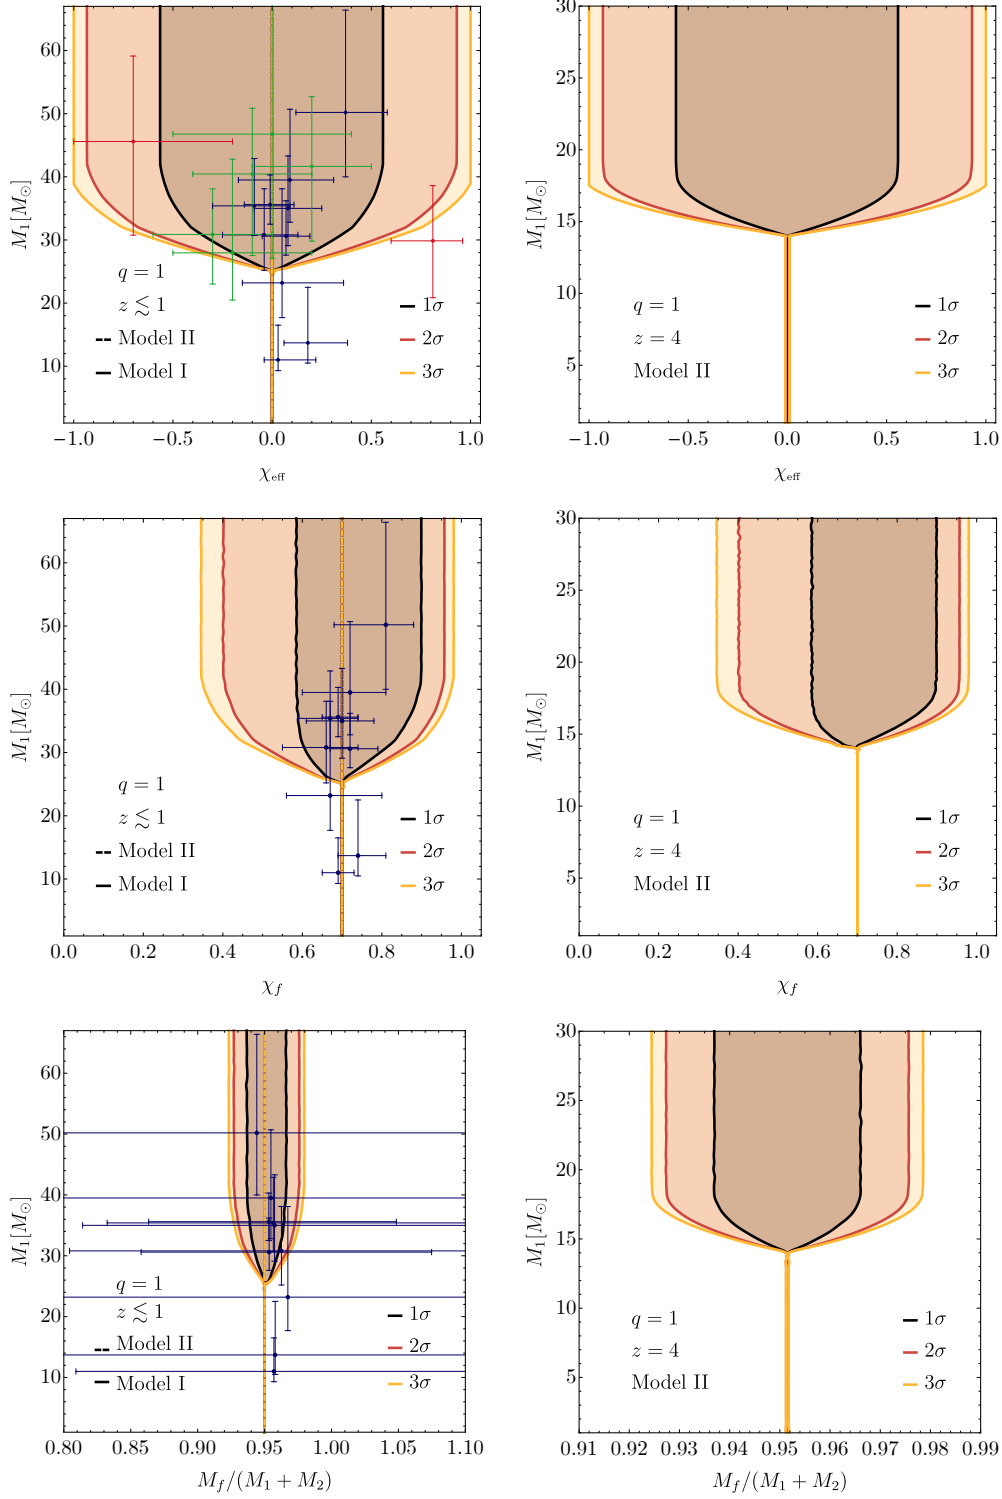 60
50
40
30
20
10
M₁[M⊙]
q = 1
z ≲ 1
Model II
Model I
1σ
2σ
3σ
−1.0 −0.5 0.0 0.5 1.0
χeff
30
25
20
15
10
5
M₁[M⊙]
q = 1
z = 4
Model II
1σ
2σ
3σ
−1.0 −0.5 0.0 0.5 1.0
χeff
60
50
40
30
20
10
M₁[M⊙]
q = 1
z ≲ 1
Model II
Model I
1σ
2σ
3σ
0.0 0.2 0.4 0.6 0.8 1.0
χf
30
25
20
15
10
5
M₁[M⊙]
q = 1
z = 4
Model II
1σ
2σ
3σ
0.0 0.2 0.4 0.6 0.8 1.0
χf
60
50
40
30
20
10
M₁[M⊙]
q = 1
z ≲ 1
Model II
Model I
1σ
2σ
3σ
0.80 0.85 0.90 0.95 1.00 1.05 1.10
Mf/(M₁ + M₂)
30
25
20
15
10
5
M₁[M⊙]
q = 1
z = 4
Model II
1σ
2σ
3σ
0.91 0.92 0.93 0.94 0.95 0.96 0.97 0.98 0.99
Mf/(M₁ + M₂)